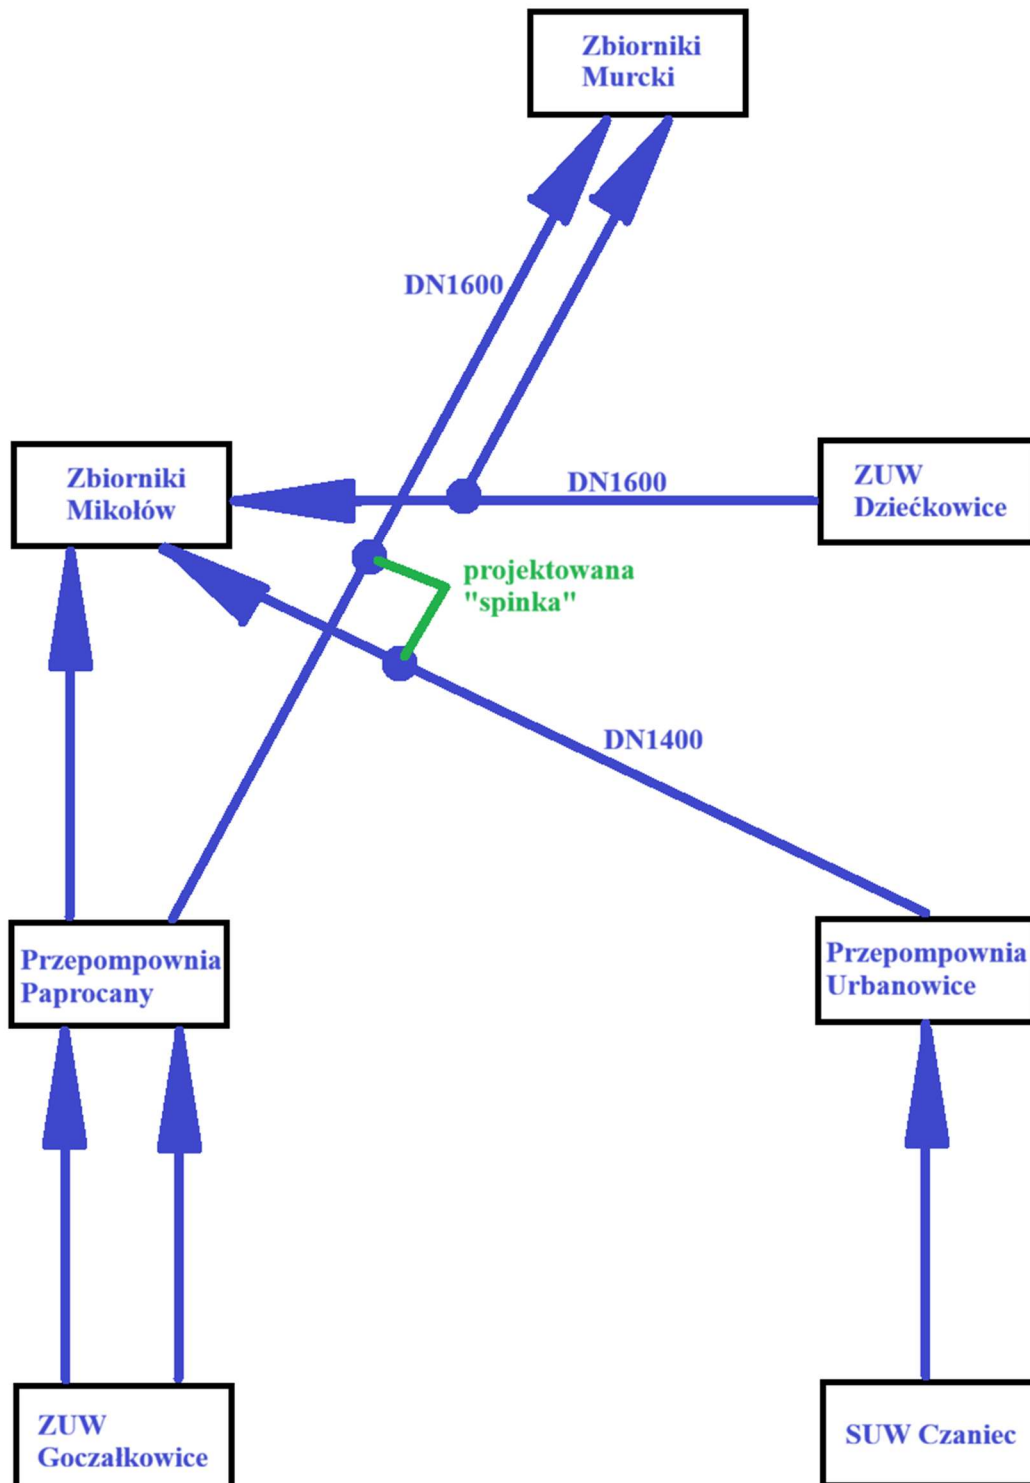 Zbiorniki
Murcki
DN1600
Zbiorniki
Mikołów
DN1600
ZUW
Dziećkowice
projektowana
"spinka"
DN1400
Przepompownia
Paprocany
Przepompownia
Urbanowice
ZUW
Goczałkowice
SUW Czaniec